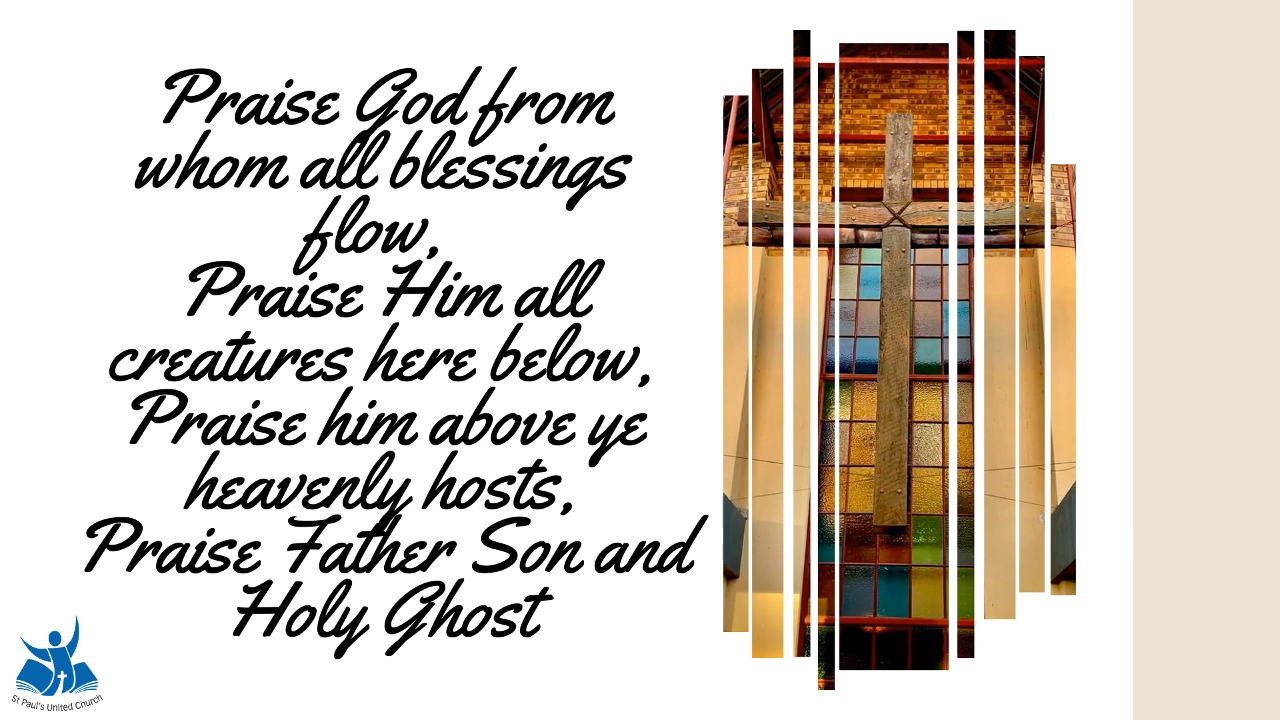 Praise God from
whom all blessings
flow,
Praise Him all
creatures here below,
Praise him above ye
heavenly hosts,
Praise Father Son and
Holy Ghost
St Paul's United Church